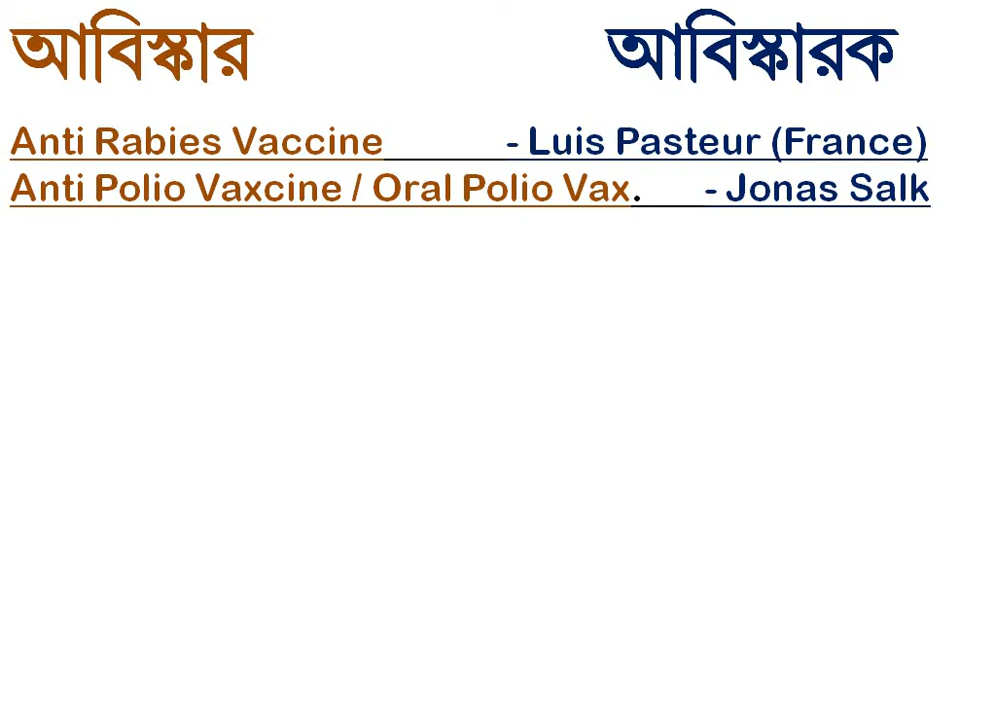 আবিস্কার আবিস্কারক
Anti Rabies Vaccine - Luis Pasteur (France)
Anti Polio Vaxcine / Oral Polio Vax. - Jonas Salk